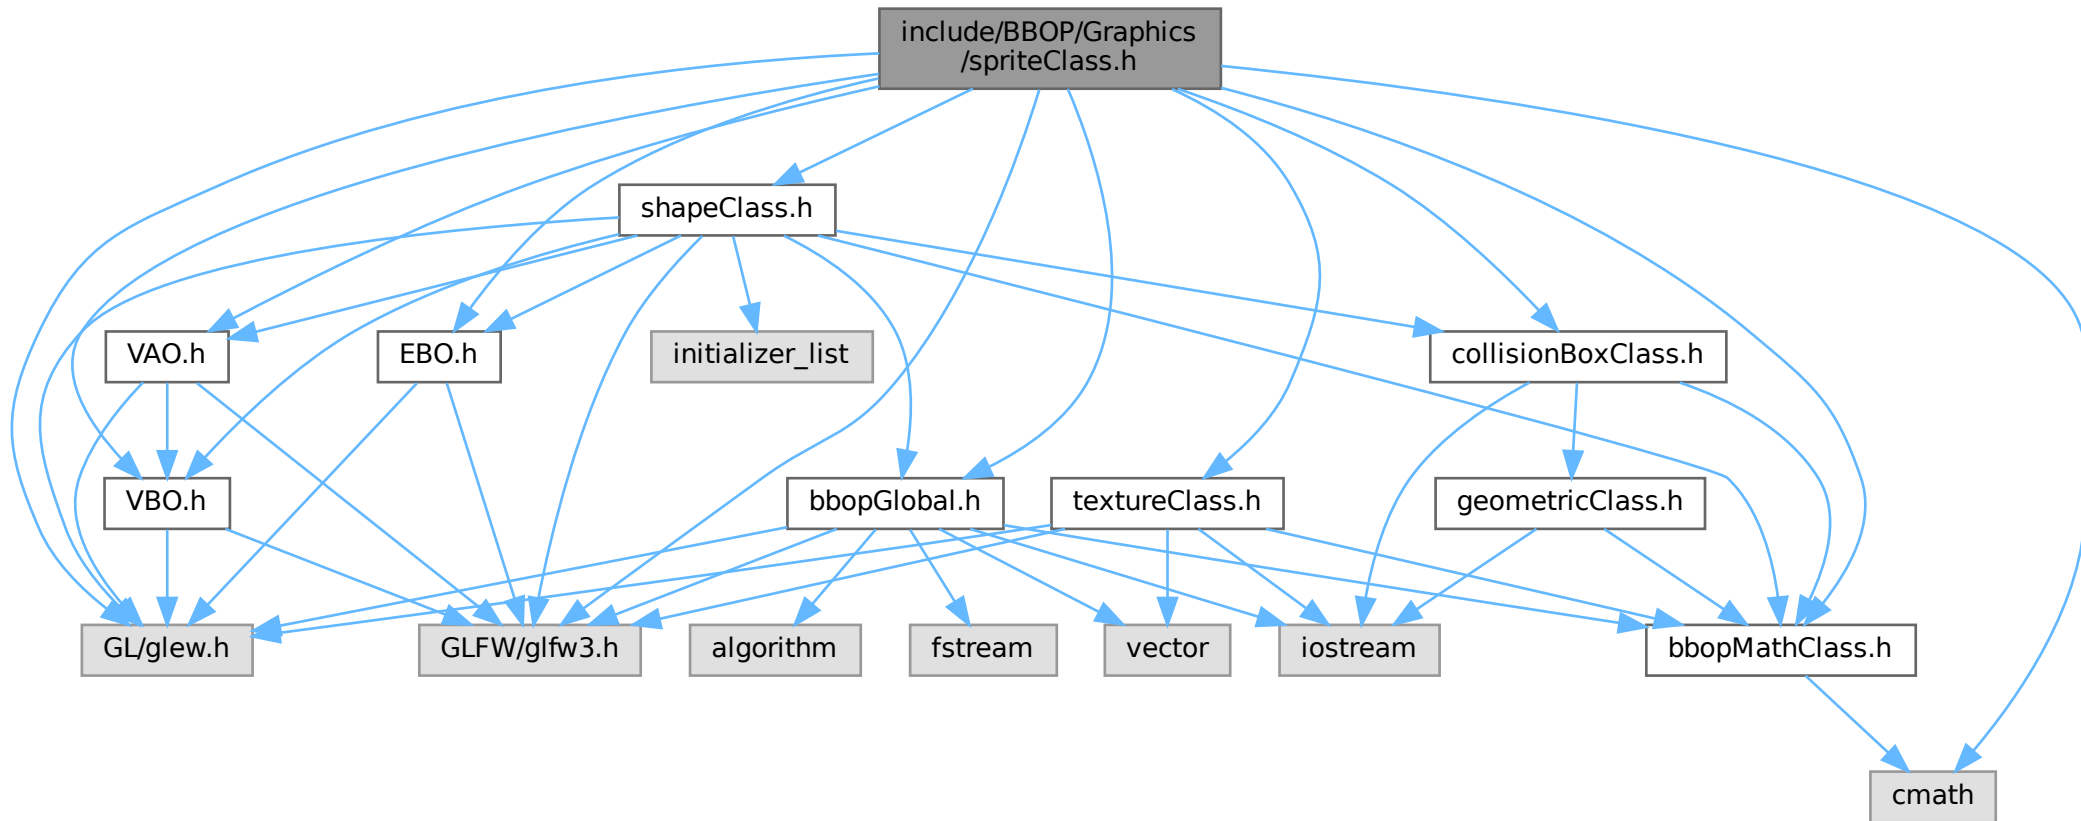 include/BBOP/Graphics
/spriteClass.h
shapeClass.h
VAO.h
EBO.h
initializer_list
collisionBoxClass.h
VBO.h
bbopGlobal.h
textureClass.h
geometricClass.h
GL/glew.h
GLFW/glfw3.h
algorithm
fstream
vector
iostream
bbopMathClass.h
cmath